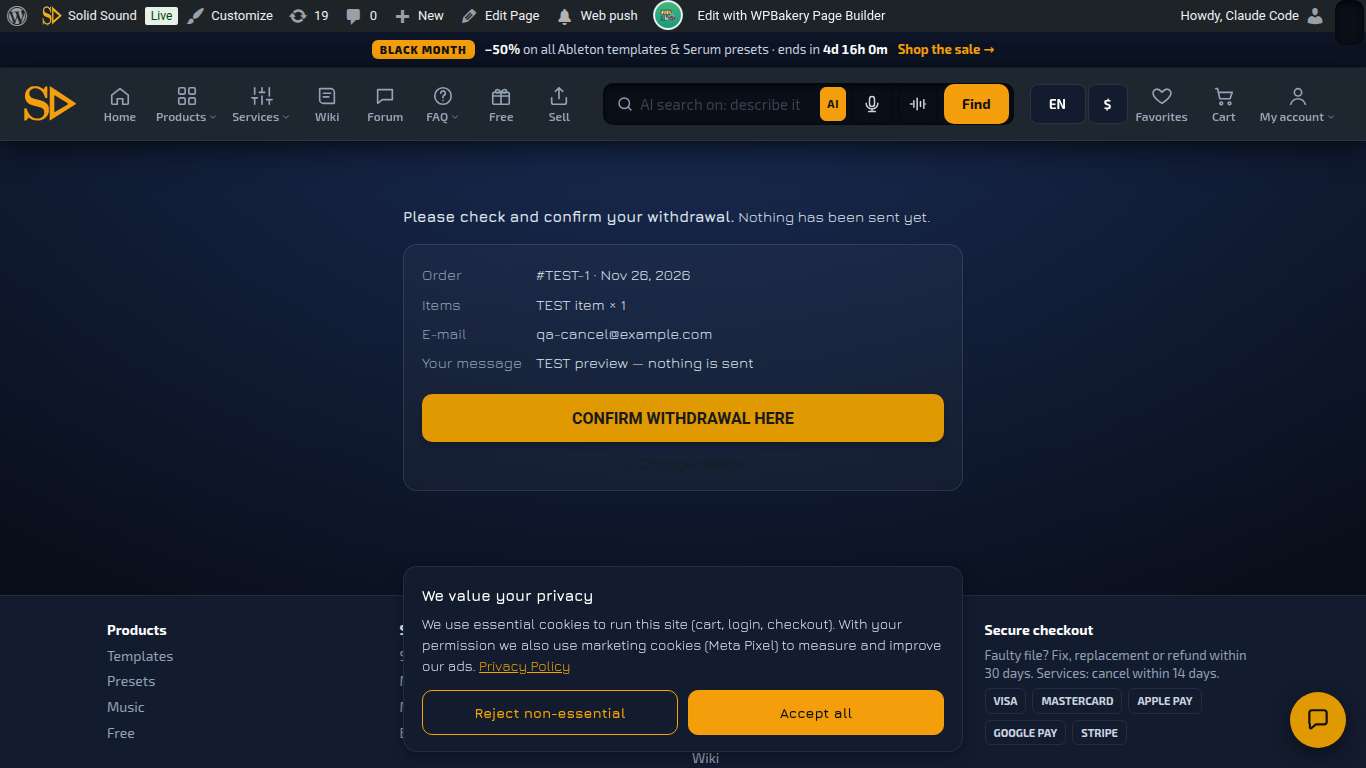 Solid Sound Live Customize 19 0 New Edit Page Web push Edit with WPBakery Page Builder Howdy, Claude Code
BLACK MONTH −50% on all Ableton templates & Serum presets · ends in 4d 16h 0m Shop the sale →
Home Products Services Wiki Forum FAQ Free Sell
AI search on: describe it AI Find
EN $ Favorites Cart My account
Please check and confirm your withdrawal. Nothing has been sent yet.
Order #TEST-1 · Nov 26, 2026
Items TEST item × 1
E-mail qa-cancel@example.com
Your message TEST preview — nothing is sent
CONFIRM WITHDRAWAL HERE
We value your privacy
We use essential cookies to run this site (cart, login, checkout). With your
permission we also use marketing cookies (Meta Pixel) to measure and improve
our ads. Privacy Policy
Reject non-essential Accept all
Products
Templates
Presets
Music
Free
Wiki
Secure checkout
Faulty file? Fix, replacement or refund within
30 days. Services: cancel within 14 days.
VISA MASTERCARD APPLE PAY
GOOGLE PAY STRIPE